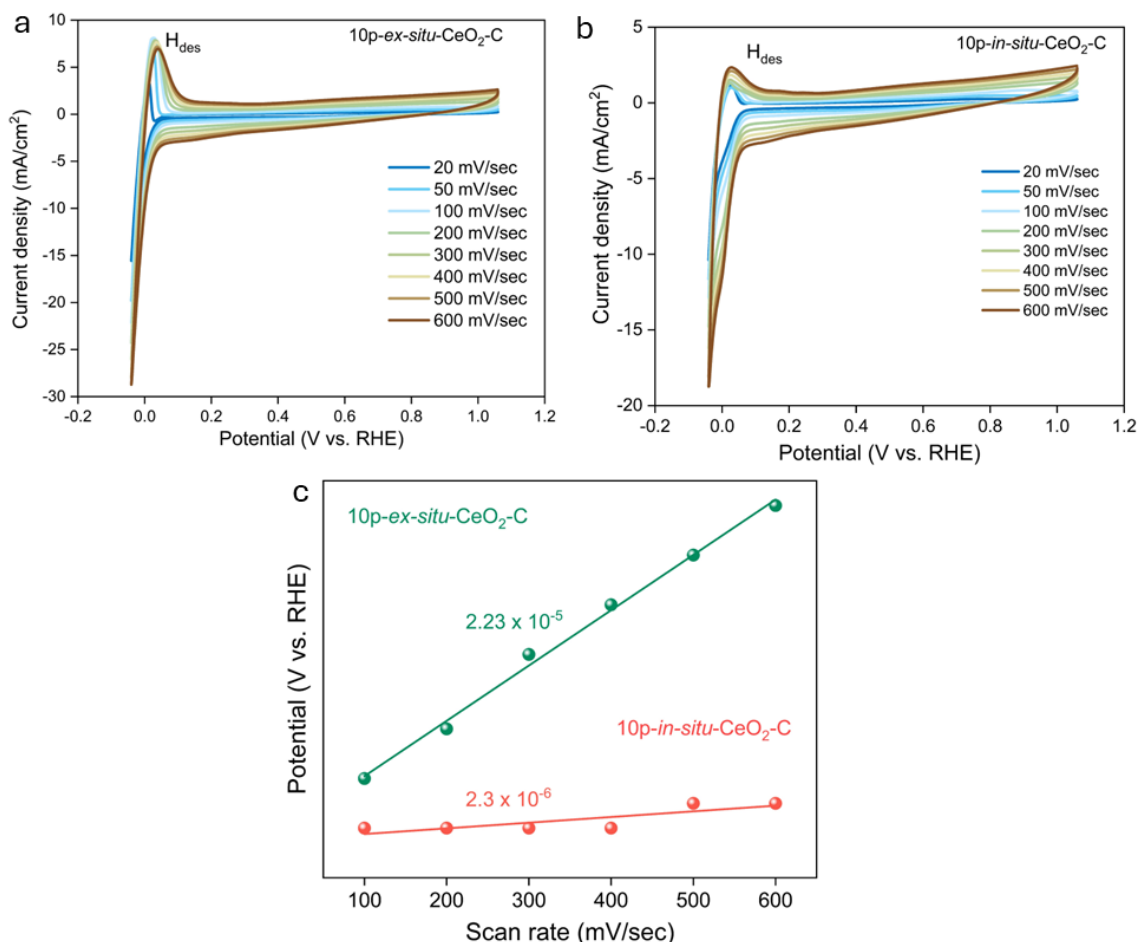 a
10p-ex-situ-CeO₂-C
H_des
10
5
0
-5
-10
-15
-20
-25
-30
Current density (mA/cm²)
20 mV/sec
50 mV/sec
100 mV/sec
200 mV/sec
300 mV/sec
400 mV/sec
500 mV/sec
600 mV/sec
-0.2 0.0 0.2 0.4 0.6 0.8 1.0 1.2
Potential (V vs. RHE)
b
10p-in-situ-CeO₂-C
H_des
5
0
-5
-10
-15
-20
Current density (mA/cm²)
20 mV/sec
50 mV/sec
100 mV/sec
200 mV/sec
300 mV/sec
400 mV/sec
500 mV/sec
600 mV/sec
-0.2 0.0 0.2 0.4 0.6 0.8 1.0 1.2
Potential (V vs. RHE)
c
10p-ex-situ-CeO₂-C
2.23 x 10⁻⁵
10p-in-situ-CeO₂-C
2.3 x 10⁻⁶
Potential (V vs. RHE)
100 200 300 400 500 600
Scan rate (mV/sec)